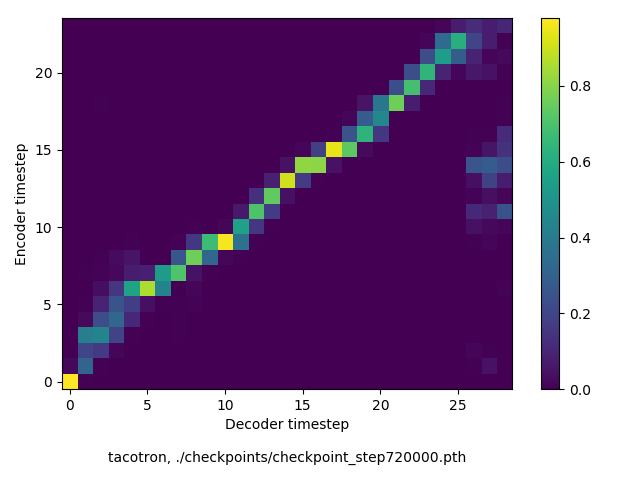 20
15
10
5
0
Encoder timestep
0 5 10 15 20 25
Decoder timestep
0.8
0.6
0.4
0.2
0.0
tacotron, ./checkpoints/checkpoint_step720000.pth